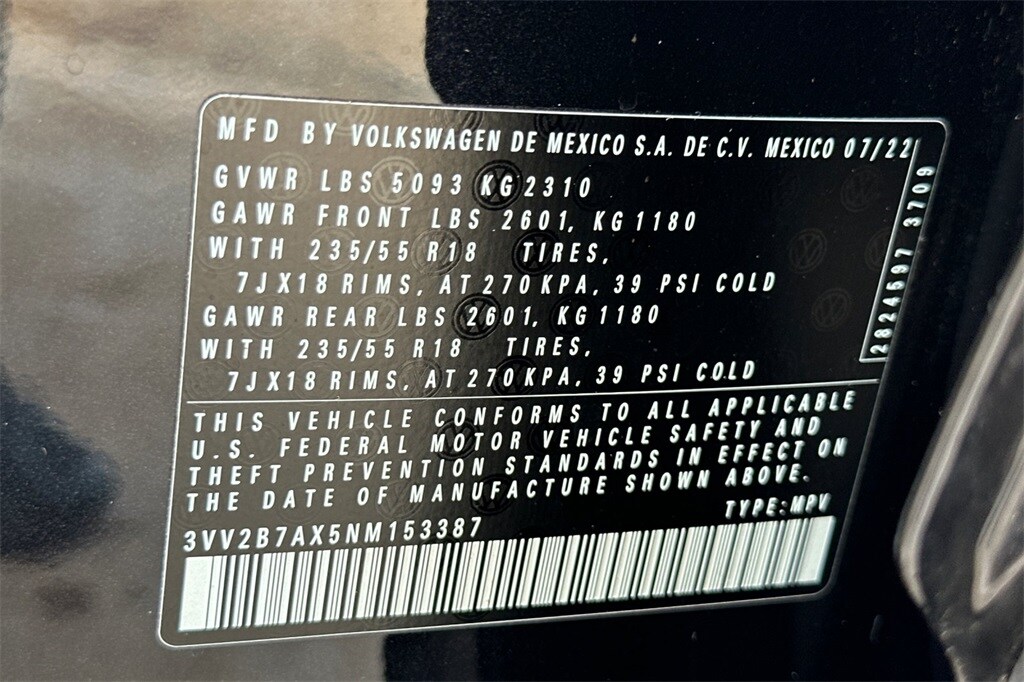 MFD BY VOLKSWAGEN DE MEXICO S.A. DE C.V. MEXICO 07/22
GVWR LBS 5093 KG 2310
GAWR FRONT LBS 2601, KG 1180
WITH 235/55 R18 TIRES,
7JX18 RIMS, AT 270 KPA, 39 PSI COLD
GAWR REAR LBS 2601, KG 1180
WITH 235/55 R18 TIRES,
7JX18 RIMS, AT 270 KPA, 39 PSI COLD
2824597 3709
THIS VEHICLE CONFORMS TO ALL APPLICABLE
U.S. FEDERAL MOTOR VEHICLE SAFETY AND
THEFT PREVENTION STANDARDS IN EFFECT ON
THE DATE OF MANUFACTURE SHOWN ABOVE.
TYPE:MPV
3VV2B7AX5NM153387